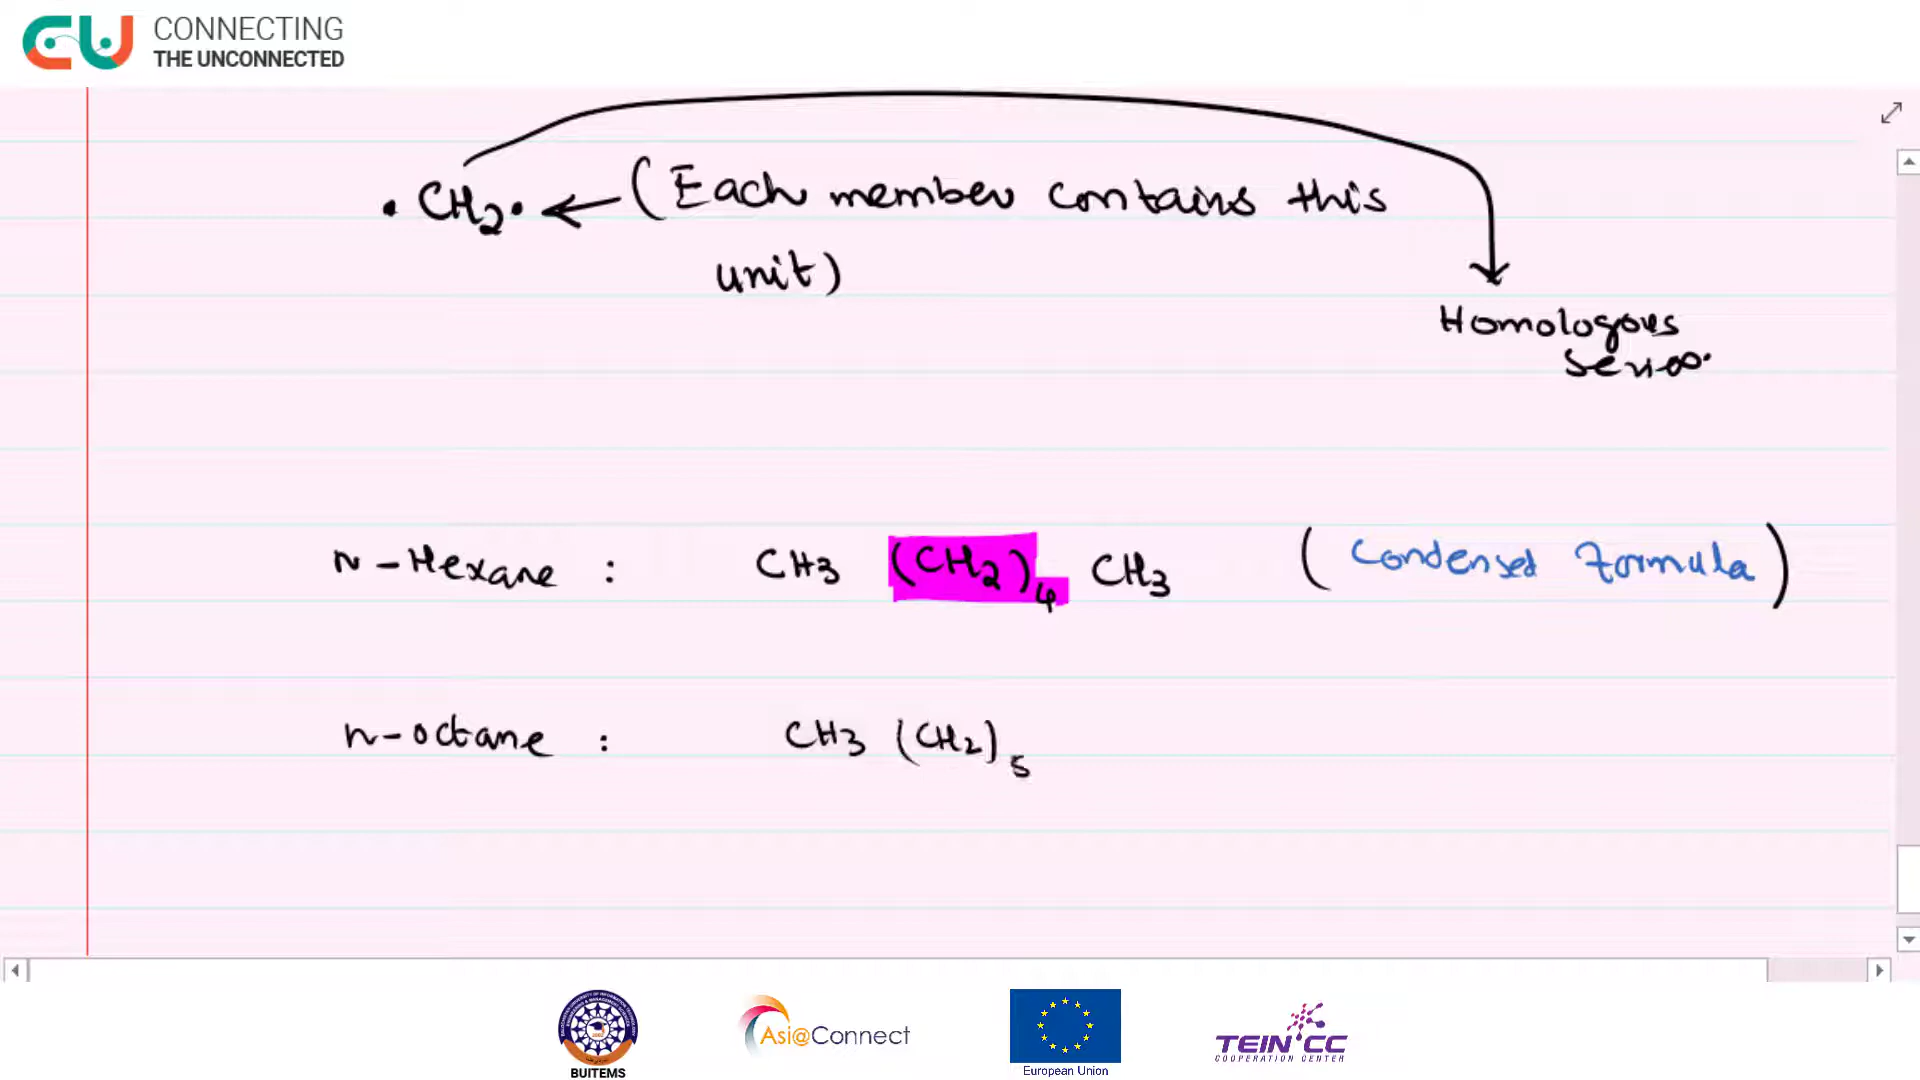 CONNECTING
THE UNCONNECTED
• CH2• ← (Each member contains this
unit)
Homologous
Series.
n-Hexane : CH3 (CH2)4 CH3 (Condensed Formula)
n-octane : CH3 (CH2)5
BUITEMS
Asi@Connect
European Union
TEIN*CC
COOPERATION CENTER